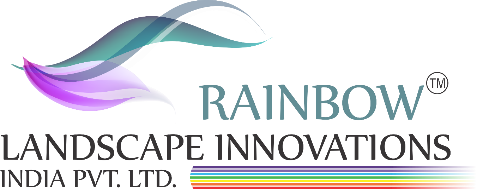 RAINBOW™
LANDSCAPE INNOVATIONS
INDIA PVT. LTD.